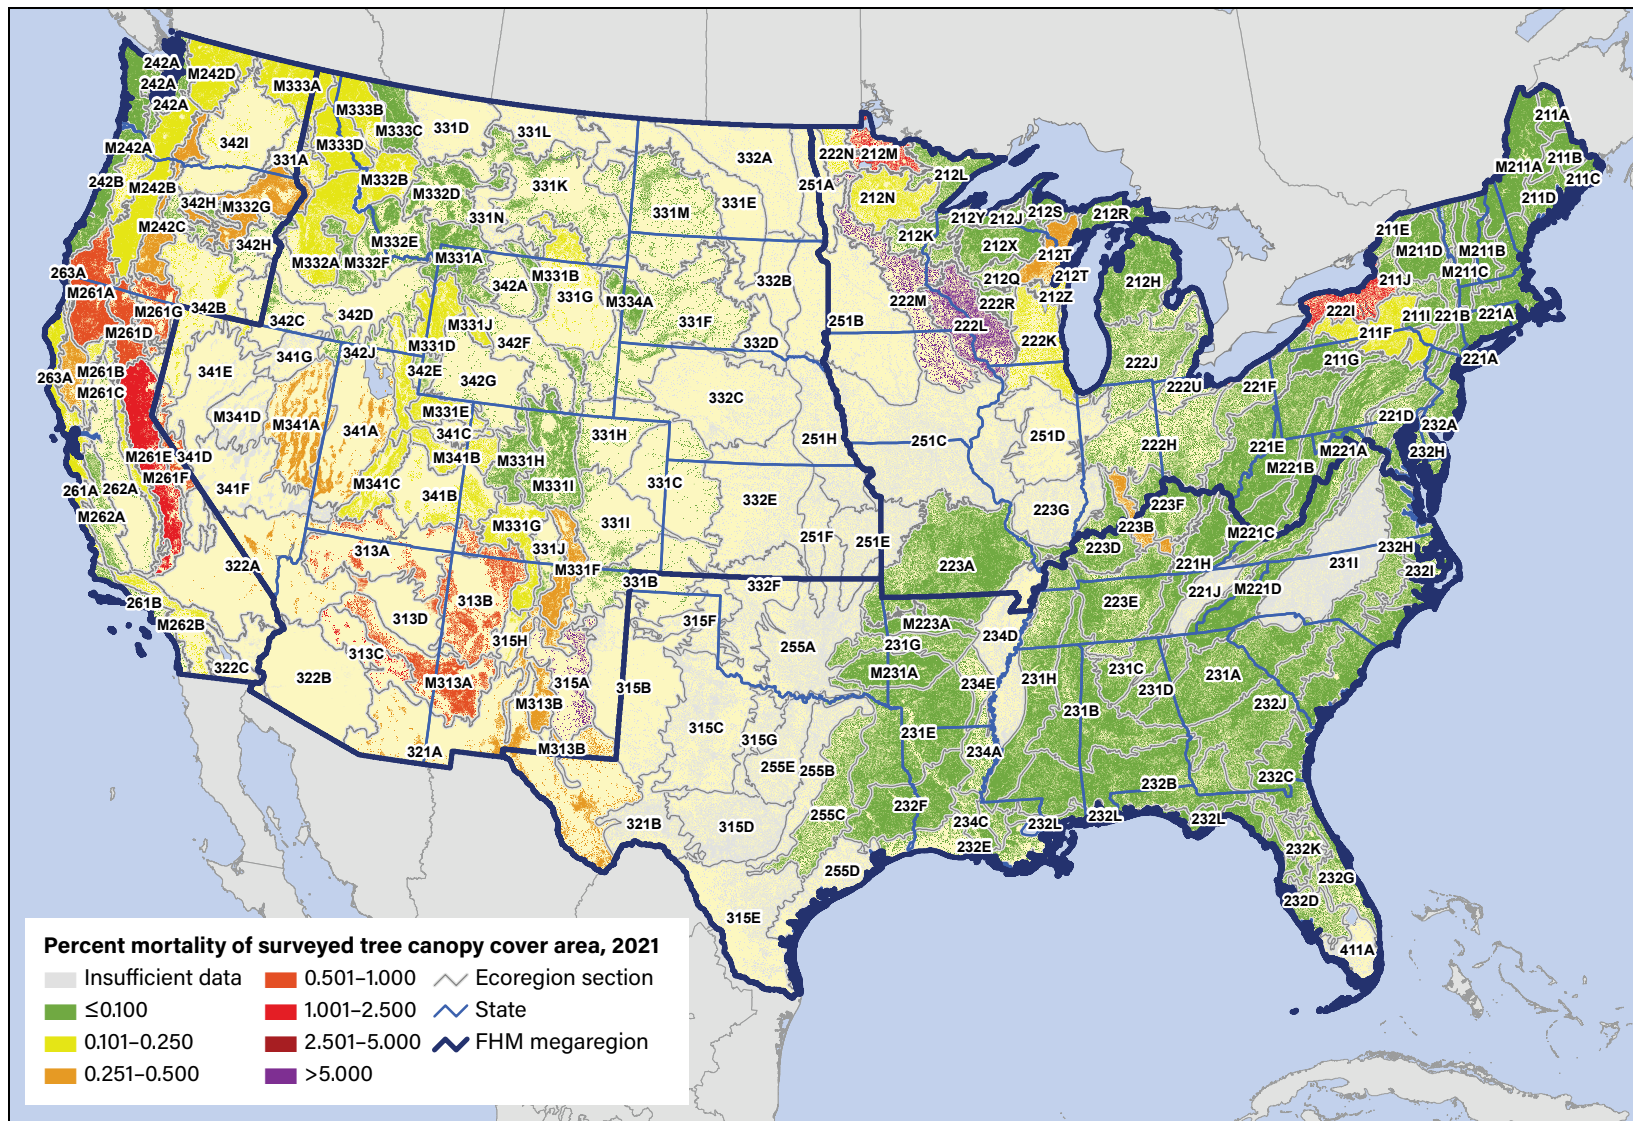 242A
242A
242A
M242D
M333A
M333B
M333C
M333D
331D
331L
332A
222N
212M
212L
251A
342I
331A
M242A
242B
M242B
342H
M332G
M242C
342H
M332B
M332D
331K
331N
331M
331E
212N
212Y
212J
212S
212R
212K
212X
212T
212T
212Q
212Z
212H
211A
211B
211C
M211A
211D
211E
M211D
M211B
M211C
211J
222I
211I
221B
221A
211F
211G
221A
M332E
M332A
M332F
M331A
342A
M331B
331G
M334A
332B
331F
332D
263A
M261A
M261G
342B
342C
342D
M331J
M331D
342F
342J
342E
342G
M261D
M261B
263A
M261C
341G
341E
M341D
M341A
341A
M331E
341C
M341B
M331H
M331I
331H
332C
251B
222M
222L
222R
222K
222J
222U
221F
221D
232A
232H
221E
M221A
M221B
222H
251D
251C
251H
M261E
341D
M261F
341F
261A
262A
M262A
M341C
341B
M331G
331J
M331F
331I
331C
332E
251F
251E
223G
223B
223F
223D
M221C
223A
221H
231I
232H
232I
221J
M221D
322A
313A
313B
313D
313C
M313A
315H
331B
332F
315F
255A
261B
M262B
322C
322B
321A
M313B
M313B
315A
315B
315C
315G
255E
255B
M223A
231G
M231A
234D
234E
231H
223E
231C
231D
231A
231B
232J
231E
234A
232F
255C
234C
232E
232L
232L
232B
232L
232C
232K
232G
232D
411A
321B
315D
255D
315E
Percent mortality of surveyed tree canopy cover area, 2021
Insufficient data
≤0.100
0.101–0.250
0.251–0.500
0.501–1.000
1.001–2.500
2.501–5.000
>5.000
Ecoregion section
State
FHM megaregion